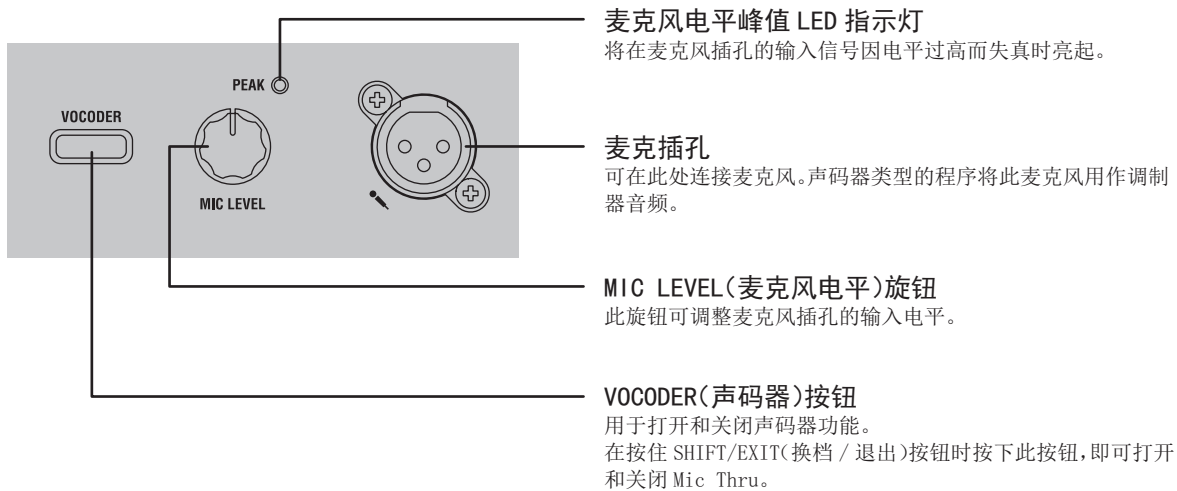 麦克风电平峰值 LED 指示灯
将在麦克风插孔的输入信号因电平过高而失真时亮起。
PEAK
VOCODER
MIC LEVEL
麦克插孔
可在此处连接麦克风。声码器类型的程序将此麦克风用作调制
器音频。
MIC LEVEL(麦克风电平)旋钮
此旋钮可调整麦克风插孔的输入电平。
VOCODER(声码器)按钮
用于打开和关闭声码器功能。
在按住 SHIFT/EXIT(换档 / 退出)按钮时按下此按钮,即可打开
和关闭 Mic Thru。